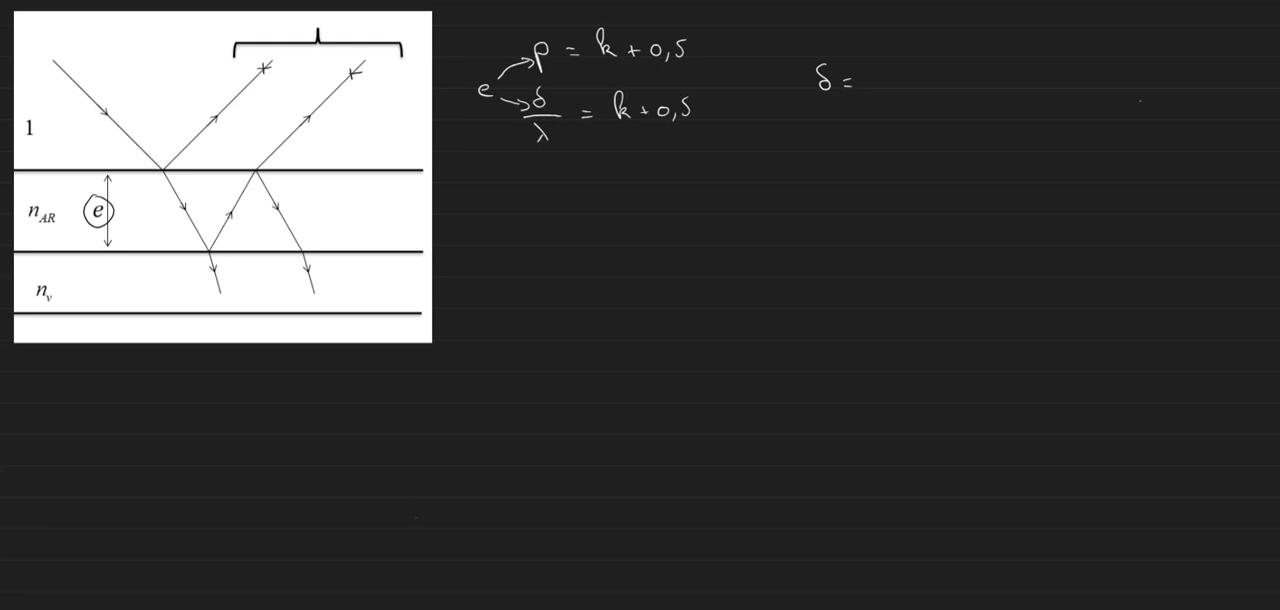 1
n_AR e
n_v
e → p = k + 0,5
→ δ/λ = k + 0,5
δ =